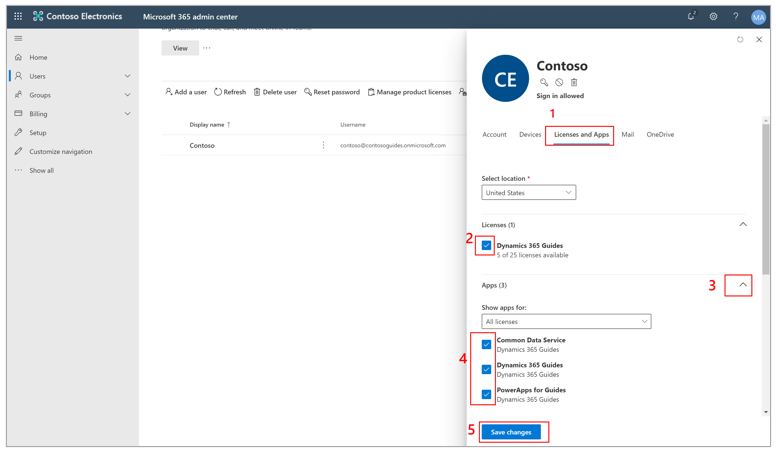 Contoso Electronics
Microsoft 365 admin center
2
?
MA
Home
Users
Groups
Billing
Setup
Customize navigation
Show all
View
Add a user
Refresh
Delete user
Reset password
Manage product licenses
Display name ↑
Username
Contoso
contoso@contosoguides.onmicrosoft.com
CE
Contoso
Sign in allowed
1
Account
Devices
Licenses and Apps
Mail
OneDrive
Select location *
United States
Licenses (1)
2
Dynamics 365 Guides
5 of 25 licenses available
Apps (3)
3
Show apps for:
All licenses
4
Common Data Service
Dynamics 365 Guides
Dynamics 365 Guides
Dynamics 365 Guides
PowerApps for Guides
Dynamics 365 Guides
5
Save changes